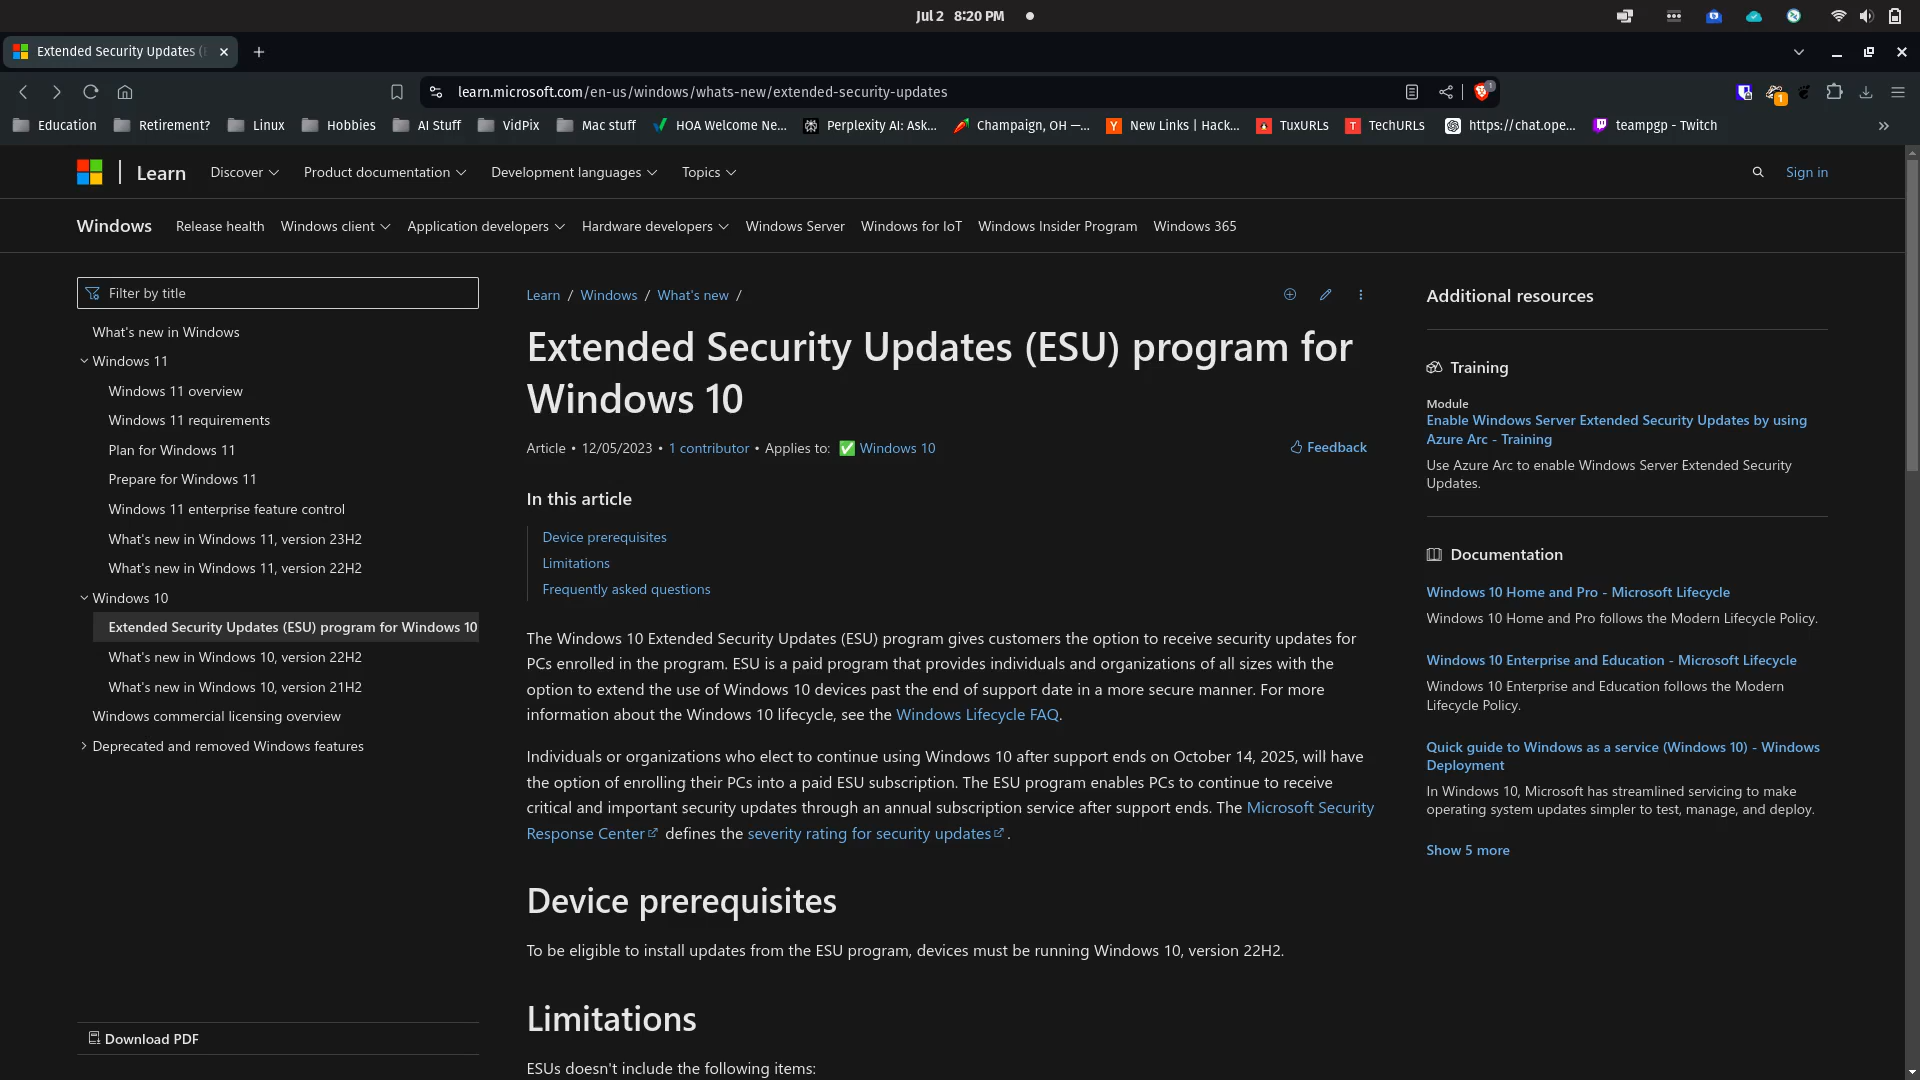 Jul 2 8:20 PM
Extended Security Updates (
learn.microsoft.com/en-us/windows/whats-new/extended-security-updates
1
1
Education
Retirement?
Linux
Hobbies
AI Stuff
VidPix
Mac stuff
HOA Welcome Ne...
Perplexity AI: Ask...
Champaign, OH —...
New Links | Hack...
TuxURLs
TechURLs
https://chat.ope...
teampgp - Twitch
Learn
Discover
Product documentation
Development languages
Topics
Sign in
Windows
Release health
Windows client
Application developers
Hardware developers
Windows Server
Windows for IoT
Windows Insider Program
Windows 365
Filter by title
What's new in Windows
Windows 11
Windows 11 overview
Windows 11 requirements
Plan for Windows 11
Prepare for Windows 11
Windows 11 enterprise feature control
What's new in Windows 11, version 23H2
What's new in Windows 11, version 22H2
Windows 10
Extended Security Updates (ESU) program for Windows 10
What's new in Windows 10, version 22H2
What's new in Windows 10, version 21H2
Windows commercial licensing overview
Deprecated and removed Windows features
Download PDF
Learn / Windows / What's new /
Extended Security Updates (ESU) program for
Windows 10
Article • 12/05/2023 • 1 contributor • Applies to: ✅ Windows 10
Feedback
In this article
Device prerequisites
Limitations
Frequently asked questions
The Windows 10 Extended Security Updates (ESU) program gives customers the option to receive security updates for
PCs enrolled in the program. ESU is a paid program that provides individuals and organizations of all sizes with the
option to extend the use of Windows 10 devices past the end of support date in a more secure manner. For more
information about the Windows 10 lifecycle, see the Windows Lifecycle FAQ.
Individuals or organizations who elect to continue using Windows 10 after support ends on October 14, 2025, will have
the option of enrolling their PCs into a paid ESU subscription. The ESU program enables PCs to continue to receive
critical and important security updates through an annual subscription service after support ends. The Microsoft Security
Response Center defines the severity rating for security updates.
Device prerequisites
To be eligible to install updates from the ESU program, devices must be running Windows 10, version 22H2.
Limitations
ESUs doesn't include the following items:
Additional resources
Training
Module
Enable Windows Server Extended Security Updates by using
Azure Arc - Training
Use Azure Arc to enable Windows Server Extended Security
Updates.
Documentation
Windows 10 Home and Pro - Microsoft Lifecycle
Windows 10 Home and Pro follows the Modern Lifecycle Policy.
Windows 10 Enterprise and Education - Microsoft Lifecycle
Windows 10 Enterprise and Education follows the Modern
Lifecycle Policy.
Quick guide to Windows as a service (Windows 10) - Windows
Deployment
In Windows 10, Microsoft has streamlined servicing to make
operating system updates simpler to test, manage, and deploy.
Show 5 more